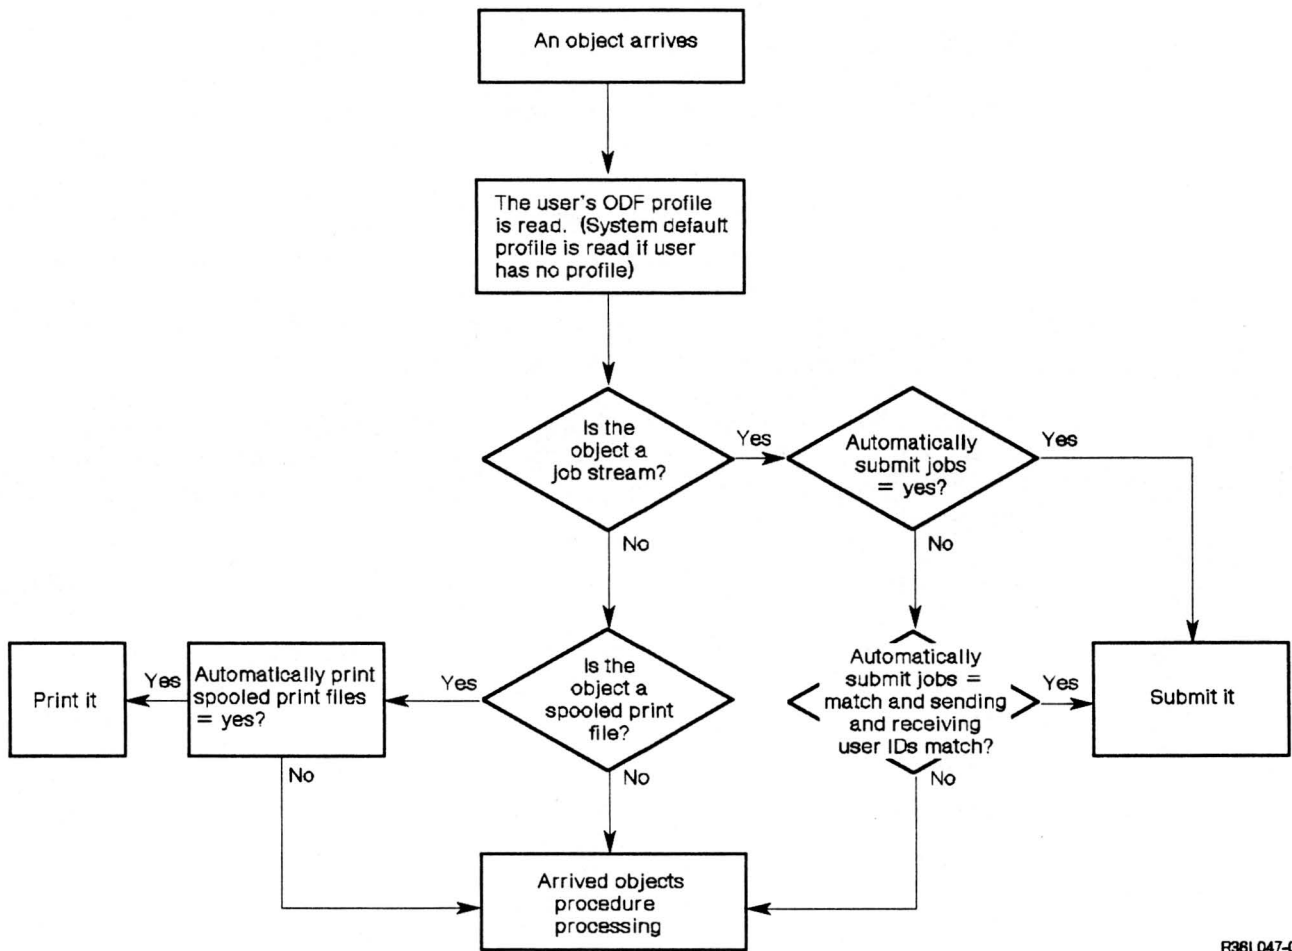 An object arrives
The user's ODF profile
is read. (System default
profile is read if user
has no profile)
Is the
object a
job stream?
Yes
Automatically
submit jobs
= yes?
Yes
No
No
Print it
Yes
Automatically print
spooled print files
= yes?
Yes
Is the
object a
spooled print
file?
Automatically
submit jobs =
match and sending
and receiving
user IDs match?
Yes
Submit it
No
No
No
Arrived objects
procedure
processing